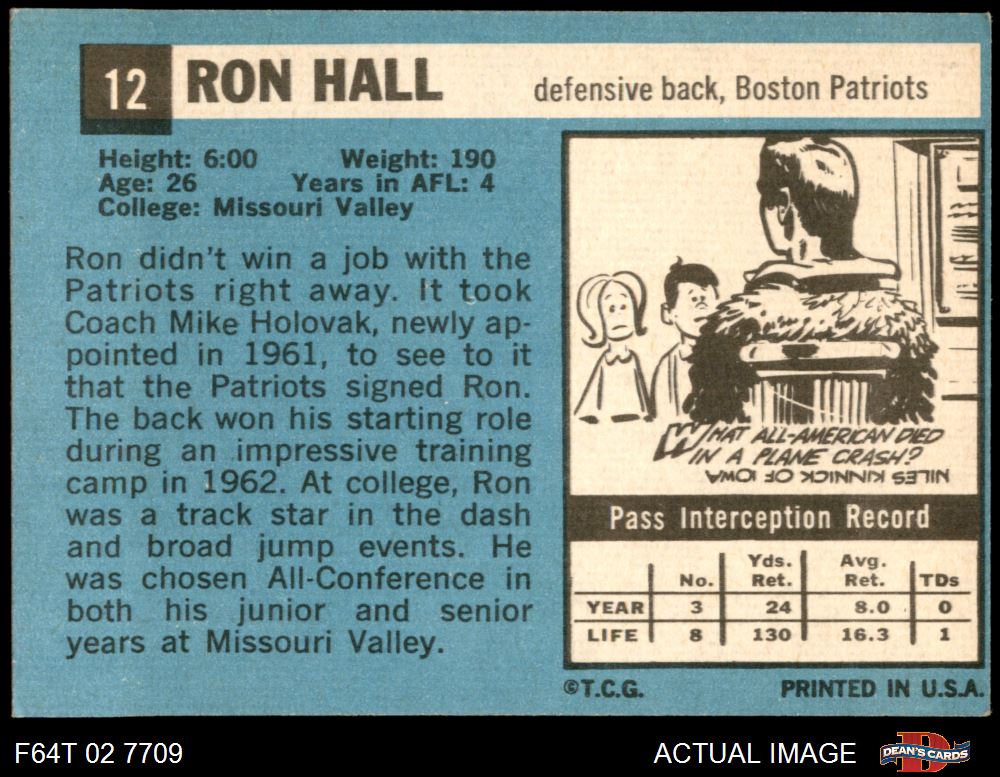 12 RON HALL defensive back, Boston Patriots
Height: 6:00 Weight: 190
Age: 26 Years in AFL: 4
College: Missouri Valley
Ron didn't win a job with the
Patriots right away. It took
Coach Mike Holovak, newly ap-
pointed in 1961, to see to it
that the Patriots signed Ron.
The back won his starting role
during an impressive training
camp in 1962. At college, Ron
was a track star in the dash
and broad jump events. He
was chosen All-Conference in
both his junior and senior
years at Missouri Valley.
WHAT ALL-AMERICAN DIED
IN A PLANE CRASH?
NILES KINNICK OF IOWA
Pass Interception Record
No. Yds. Ret. Avg. Ret. TDs
YEAR 3 24 8.0 0
LIFE 8 130 16.3 1
©T.C.G. PRINTED IN U.S.A.
F64T 02 7709 ACTUAL IMAGE D DEAN'S CARDS